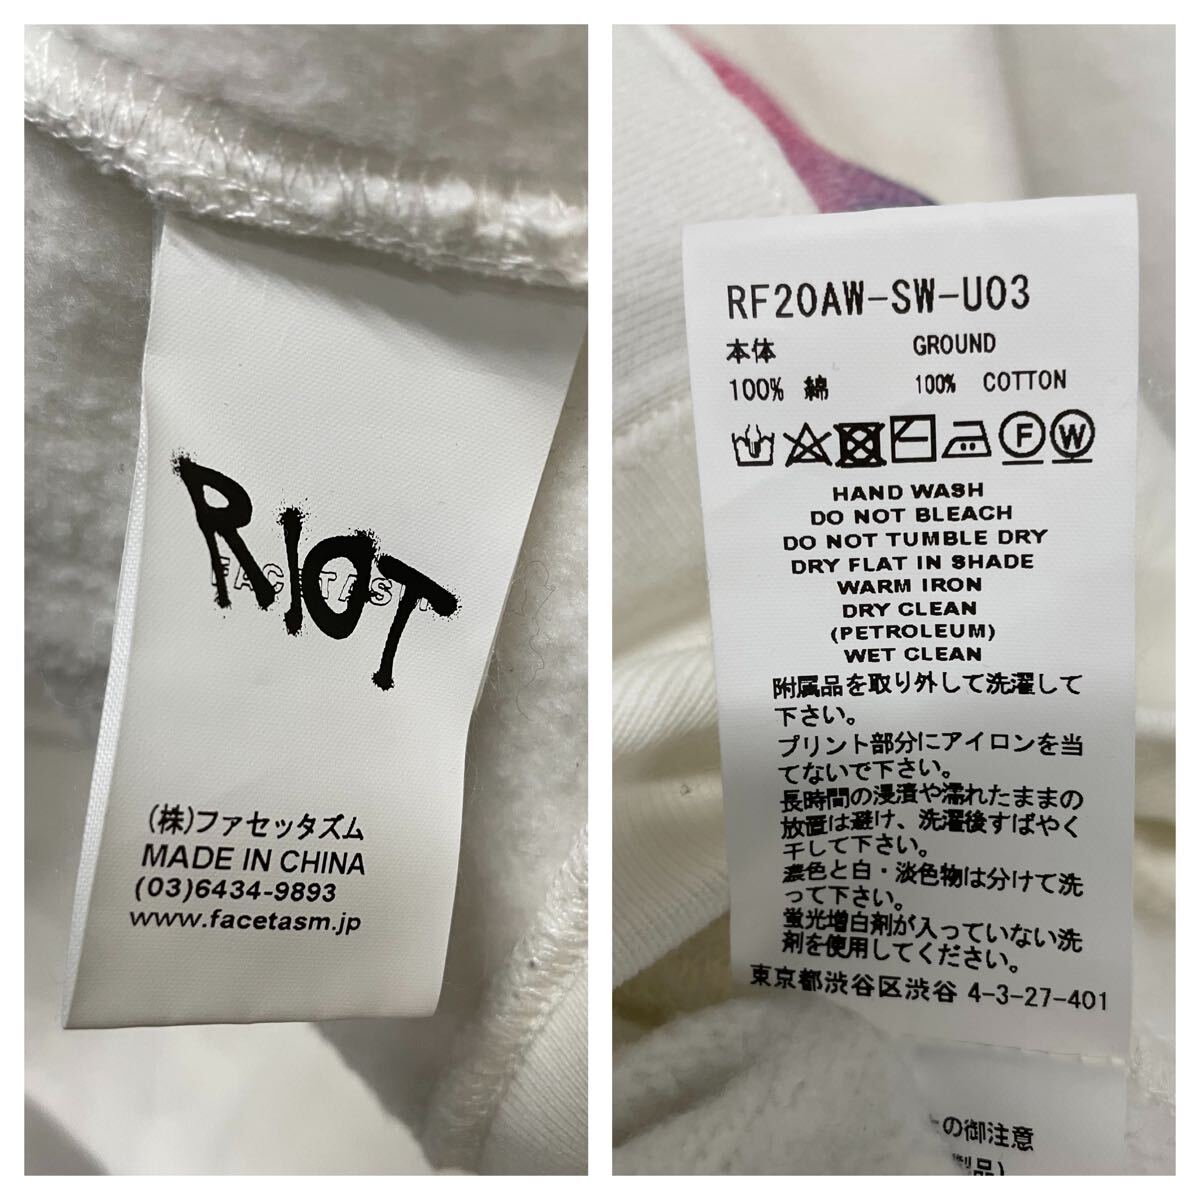 RIOT
FACETASM
(株)ファセッタズム
MADE IN CHINA
(03)6434-9893
www.facetasm.jp
RF20AW-SW-U03
本体 GROUND
100% 綿 100% COTTON
F W
HAND WASH
DO NOT BLEACH
DO NOT TUMBLE DRY
DRY FLAT IN SHADE
WARM IRON
DRY CLEAN
(PETROLEUM)
WET CLEAN
附属品を取り外して洗濯して
下さい。
プリント部分にアイロンを当
てないで下さい。
長時間の浸漬や濡れたままの
放置は避け、洗濯後すばやく
干して下さい。
濃色と白・淡色物は分けて洗
って下さい。
蛍光増白剤が入っていない洗
剤を使用してください。
東京都渋谷区渋谷 4-3-27-401
の御注意
製品)